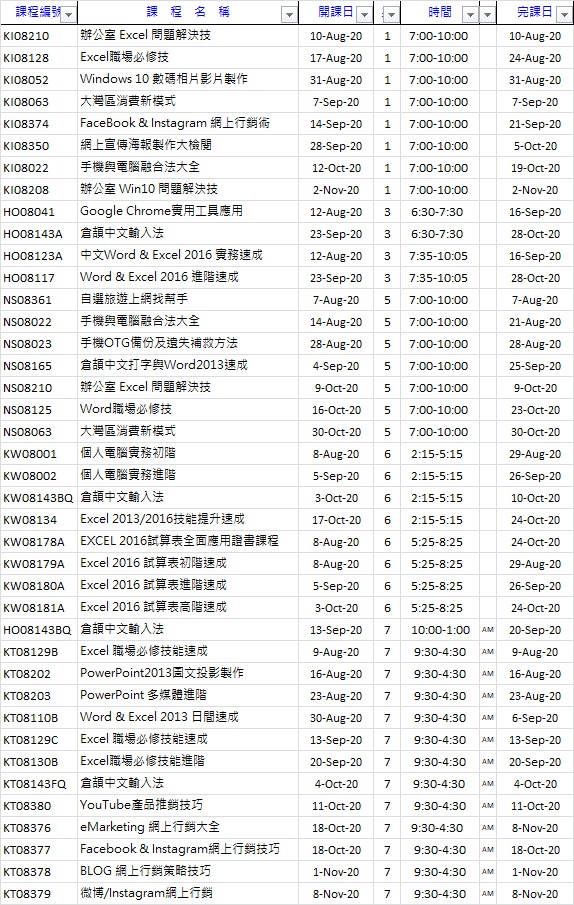 課程編號 課 程 名 稱 開課日 時間 完課日
KI08210 辦公室 Excel 問題解決技 10-Aug-20 1 7:00-10:00 10-Aug-20
KI08128 Excel職場必修技 17-Aug-20 1 7:00-10:00 24-Aug-20
KI08052 Windows 10 數碼相片影片製作 31-Aug-20 1 7:00-10:00 31-Aug-20
KI08063 大灣區消費新模式 7-Sep-20 1 7:00-10:00 7-Sep-20
KI08374 FaceBook & Instagram 網上行銷術 14-Sep-20 1 7:00-10:00 21-Sep-20
KI08350 網上宣傳海報製作大檢閱 28-Sep-20 1 7:00-10:00 5-Oct-20
KI08022 手機與電腦融合法大全 12-Oct-20 1 7:00-10:00 19-Oct-20
KI08208 辦公室 Win10 問題解決技 2-Nov-20 1 7:00-10:00 2-Nov-20
HO08041 Google Chrome實用工具應用 12-Aug-20 3 6:30-7:30 16-Sep-20
HO08143A 倉頡中文輸入法 23-Sep-20 3 6:30-7:30 28-Oct-20
HO08123A 中文Word & Excel 2016 實務速成 12-Aug-20 3 7:35-10:05 16-Sep-20
HO08117 Word & Excel 2016 進階速成 23-Sep-20 3 7:35-10:05 28-Oct-20
NS08361 自遊旅遊上網找幫手 7-Aug-20 5 7:00-10:00 7-Aug-20
NS08022 手機與電腦融合法大全 14-Aug-20 5 7:00-10:00 21-Aug-20
NS08023 手機OTG備份及遺失補救方法 28-Aug-20 5 7:00-10:00 28-Aug-20
NS08165 倉頡中文打字與Word2013速成 4-Sep-20 5 7:00-10:00 25-Sep-20
NS08210 辦公室 Excel 問題解決技 9-Oct-20 5 7:00-10:00 9-Oct-20
NS08125 Word職場必修技 16-Oct-20 5 7:00-10:00 23-Oct-20
NS08063 大灣區消費新模式 30-Oct-20 5 7:00-10:00 30-Oct-20
KW08001 個人電腦實務初階 8-Aug-20 6 2:15-5:15 29-Aug-20
KW08002 個人電腦實務進階 5-Sep-20 6 2:15-5:15 26-Sep-20
KW08143BQ 倉頡中文輸入法 3-Oct-20 6 2:15-5:15 10-Oct-20
KW08134 Excel 2013/2016技能提升速成 17-Oct-20 6 2:15-5:15 24-Oct-20
KW08178A EXCEL 2016試算表全面應用證書課程 8-Aug-20 6 5:25-8:25 24-Oct-20
KW08179A Excel 2016 試算表初階速成 8-Aug-20 6 5:25-8:25 29-Aug-20
KW08180A Excel 2016 試算表進階速成 5-Sep-20 6 5:25-8:25 26-Sep-20
KW08181A Excel 2016 試算表高階速成 3-Oct-20 6 5:25-8:25 24-Oct-20
HO08143BQ 倉頡中文輸入法 13-Sep-20 7 10:00-1:00 AM 20-Sep-20
KT08129B Excel 職場必修技能速成 9-Aug-20 7 9:30-4:30 AM 9-Aug-20
KT08202 PowerPoint2013圖文投影製作 16-Aug-20 7 9:30-4:30 AM 16-Aug-20
KT08203 PowerPoint 多媒體進階 23-Aug-20 7 9:30-4:30 AM 23-Aug-20
KT08110B Word & Excel 2013 日間速成 30-Aug-20 7 9:30-4:30 AM 6-Sep-20
KT08129C Excel 職場必修技能速成 13-Sep-20 7 9:30-4:30 AM 13-Sep-20
KT08130B Excel職場必修技能進階 20-Sep-20 7 9:30-4:30 AM 20-Sep-20
KT08143FQ 倉頡中文輸入法 4-Oct-20 7 9:30-4:30 AM 4-Oct-20
KT08380 YouTube產品推銷技巧 11-Oct-20 7 9:30-4:30 AM 11-Oct-20
KT08376 eMarketing 網上行銷大全 18-Oct-20 7 9:30-4:30 AM 8-Nov-20
KT08377 Facebook & Instagram網上行銷技巧 18-Oct-20 7 9:30-4:30 AM 18-Oct-20
KT08378 BLOG 網上行銷策略技巧 1-Nov-20 7 9:30-4:30 AM 1-Nov-20
KT08379 微博/Instagram網上行銷 8-Nov-20 7 9:30-4:30 AM 8-Nov-20